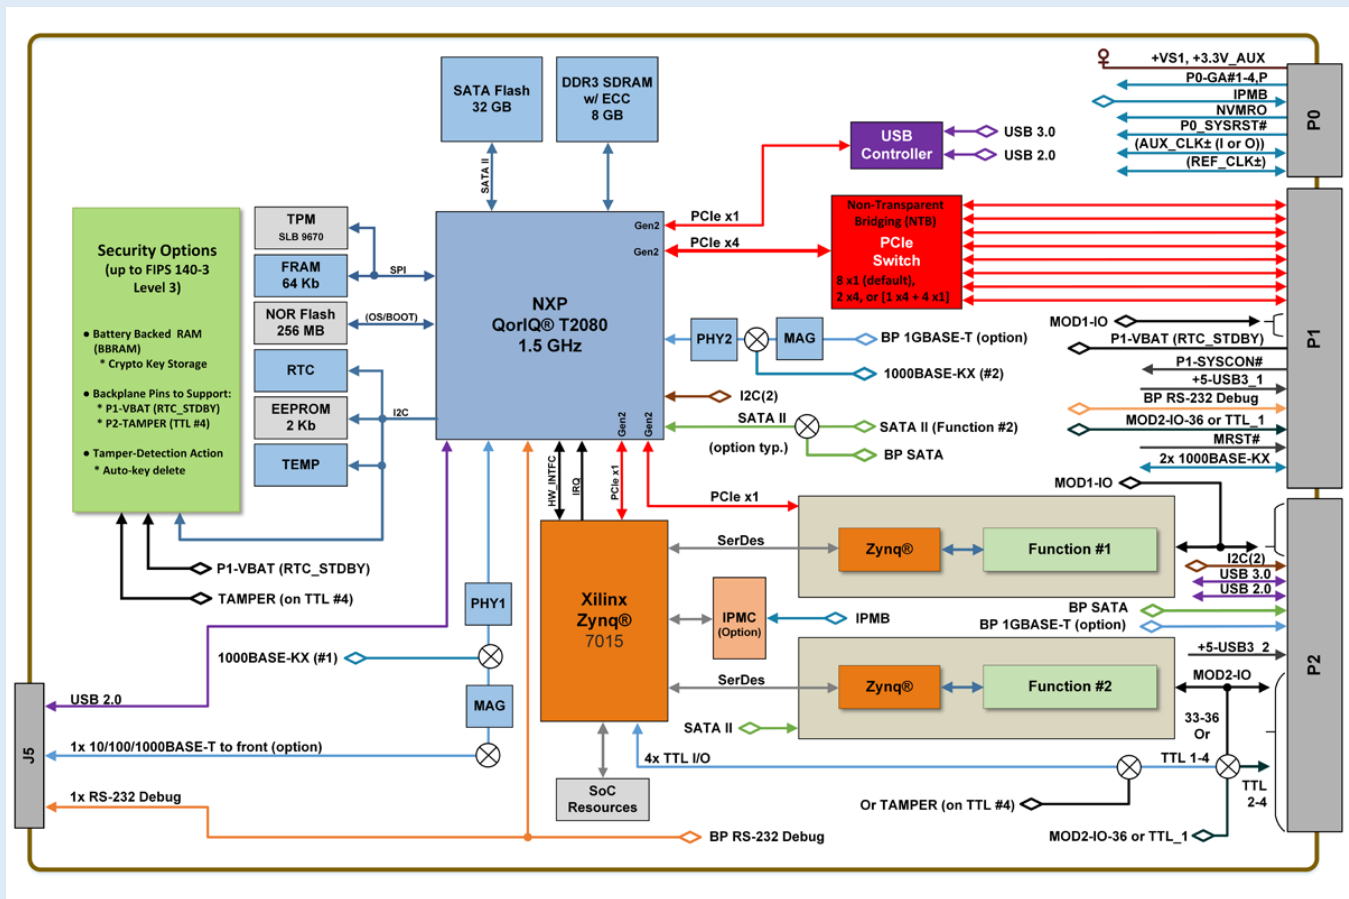 SATA Flash
32 GB
DDR3 SDRAM
w/ ECC
8 GB
SATA II
USB
Controller
USB 3.0
USB 2.0
+VS1, +3.3V_AUX
P0-GA#1-4,P
IPMB
NVMRO
P0_SYSRST#
(AUX_CLK± (I or O))
(REF_CLK±)
P0
Security Options
(up to FIPS 140-3
Level 3)
● Battery Backed RAM
(BBRAM)
* Crypto Key Storage
● Backplane Pins to Support:
* P1-VBAT (RTC_STDBY)
* P2-TAMPER (TTL #4)
● Tamper-Detection Action
* Auto-key delete
TPM
SLB 9670
FRAM
64 Kb
NOR Flash
256 MB
RTC
EEPROM
2 Kb
TEMP
SPI
(OS/BOOT)
I2C
NXP
QorIQ® T2080
1.5 GHz
Gen2
Gen2
Gen2
Gen2
PCIe x1
PCIe x4
Non-Transparent
Bridging (NTB)
PCIe
Switch
8 x1 (default),
2 x4, or [1 x4 + 4 x1]
PHY2
MAG
BP 1GBASE-T (option)
1000BASE-KX (#2)
I2C(2)
SATA II
(option typ.)
SATA II (Function #2)
BP SATA
MOD1-IO
P1-VBAT (RTC_STDBY)
P1-SYSCON#
+5-USB3_1
BP RS-232 Debug
MOD2-IO-36 or TTL_1
MRST#
2x 1000BASE-KX
P1
MOD1-IO
HW_INTFC
IRQ
PCIe x1
PCIe x1
SerDes
Zynq®
Function #1
Xilinx
Zynq®
7015
IPMC
(Option)
IPMB
SerDes
Zynq®
Function #2
SATA II
SoC
Resources
4x TTL I/O
Or TAMPER (on TTL #4)
TTL 1-4
33-36
Or
TTL
2-4
MOD2-IO-36 or TTL_1
I2C(2)
USB 3.0
USB 2.0
BP SATA
BP 1GBASE-T (option)
+5-USB3_2
MOD2-IO
P2
P1-VBAT (RTC_STDBY)
TAMPER (on TTL #4)
PHY1
1000BASE-KX (#1)
MAG
USB 2.0
1x 10/100/1000BASE-T to front (option)
1x RS-232 Debug
BP RS-232 Debug
J5